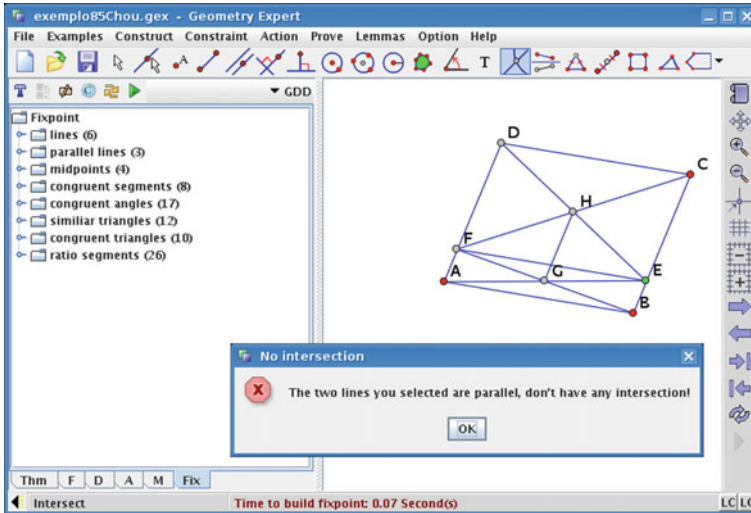 exemplo85Chou.gex - Geometry Expert
File Examples Construct Constraint Action Prove Lemmas Option Help
A
T
GDD
Fixpoint
lines (6)
parallel lines (3)
midpoints (4)
congruent segments (8)
congruent angles (17)
similiar triangles (12)
congruent triangles (10)
ratio segments (26)
D
C
H
F
A
G
E
B
No intersection
X
The two lines you selected are parallel, don't have any intersection!
OK
Thm F D A M Fix
Intersect
Time to build fixpoint: 0.07 Second(s)
LC LC